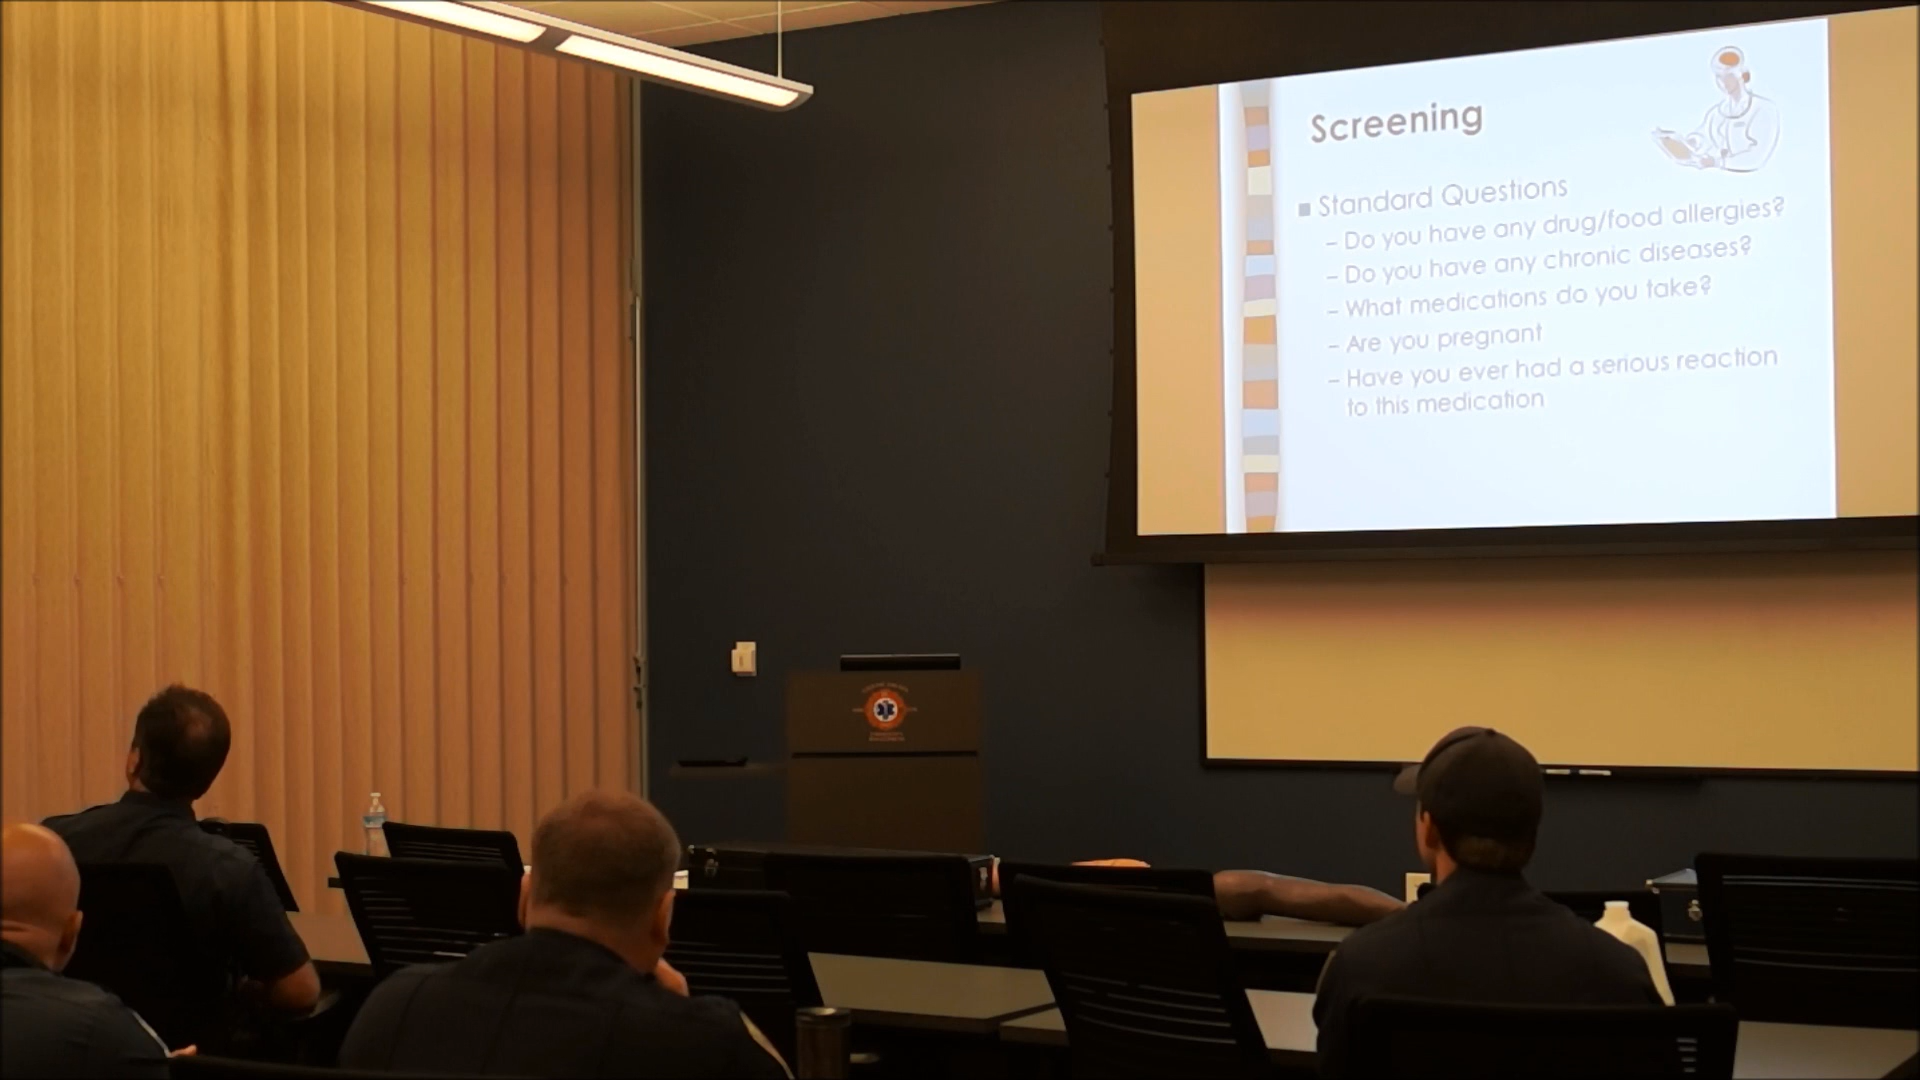 Screening
■ Standard Questions
– Do you have any drug/food allergies?
– Do you have any chronic diseases?
– What medications do you take?
– Are you pregnant
– Have you ever had a serious reaction
to this medication